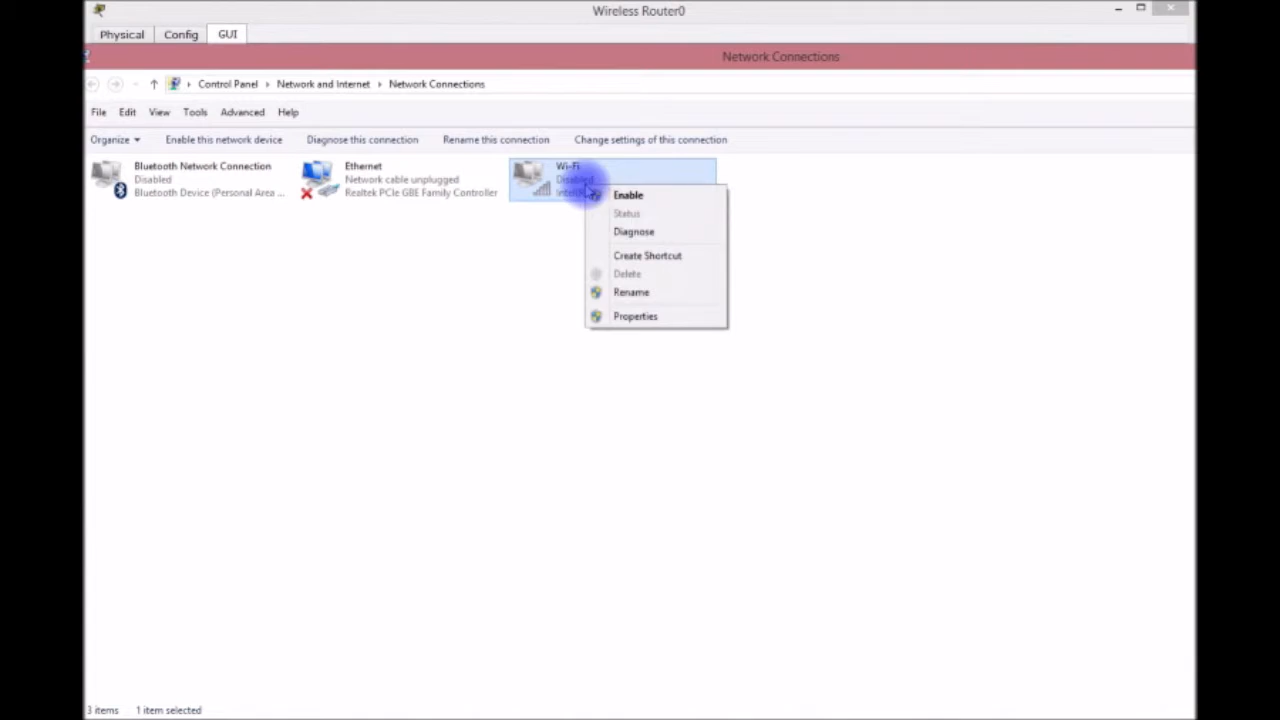 Wireless Router0
Physical Config GUI
Network Connections
Control Panel Network and Internet Network Connections
File Edit View Tools Advanced Help
Organize Enable this network device Diagnose this connection Rename this connection Change settings of this connection
Bluetooth Network Connection
Disabled
Bluetooth Device (Personal Area ...
Ethernet
Network cable unplugged
Realtek PCIe GBE Family Controller
Wi-Fi
Disabled
Enable
Status
Diagnose
Create Shortcut
Delete
Rename
Properties
3 items 1 item selected